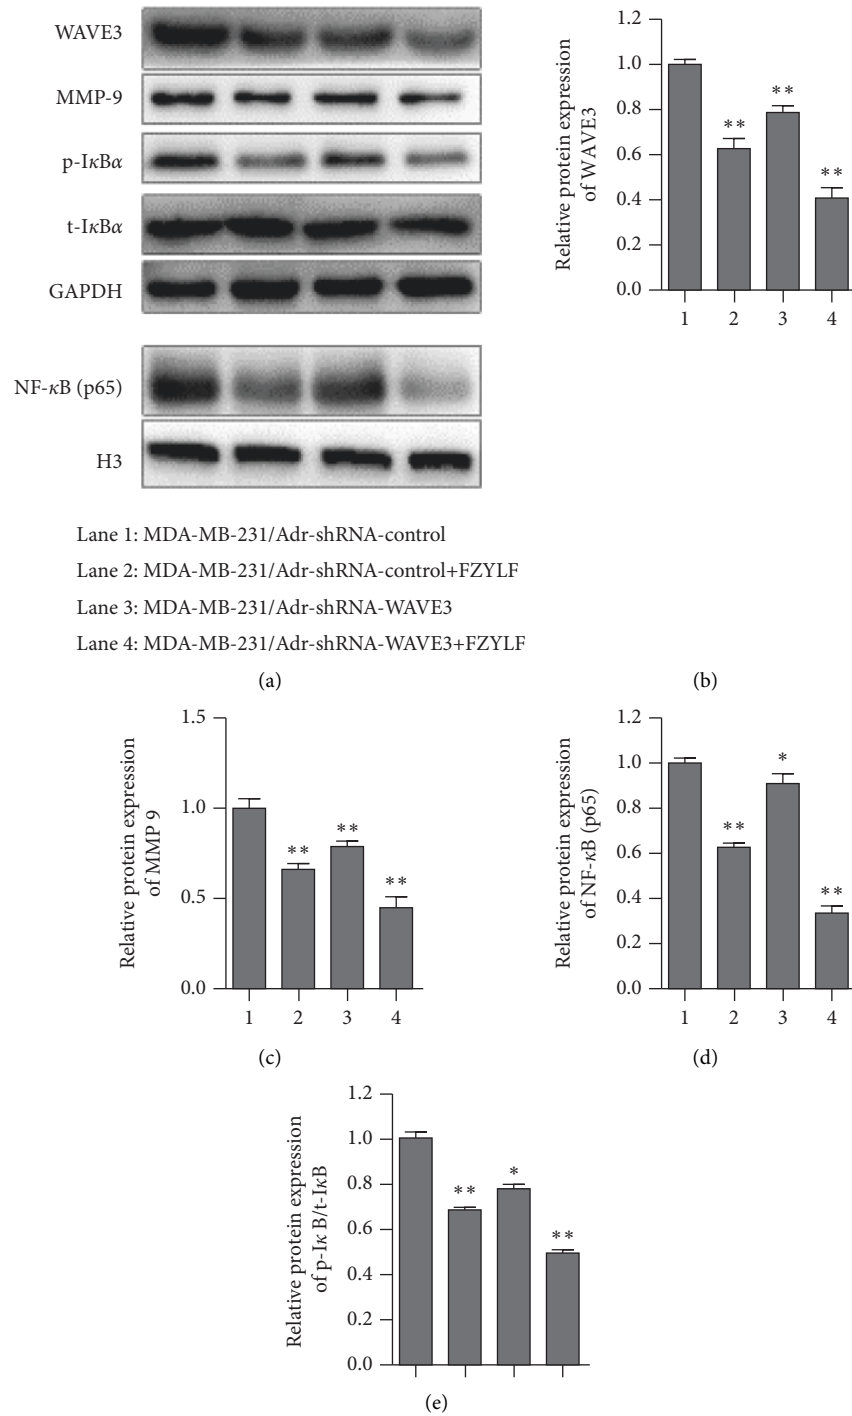 WAVE3
MMP-9
p-IκBα
t-IκBα
GAPDH
NF-κB (p65)
H3
Lane 1: MDA-MB-231/Adr-shRNA-control
Lane 2: MDA-MB-231/Adr-shRNA-control+FZYLF
Lane 3: MDA-MB-231/Adr-shRNA-WAVE3
Lane 4: MDA-MB-231/Adr-shRNA-WAVE3+FZYLF
(a)
Relative protein expression
of WAVE3
1.2
1.0
0.8
0.6
0.4
0.2
0.0
** ** **
1 2 3 4
(b)
Relative protein expression
of MMP 9
1.5
1.0
0.5
0.0
** ** **
1 2 3 4
(c)
Relative protein expression
of NF-κB (p65)
1.2
1.0
0.8
0.6
0.4
0.2
0.0
** * **
1 2 3 4
(d)
Relative protein expression
of p-Iκ B/t-IκB
1.2
1.0
0.8
0.6
0.4
0.2
0.0
** * **
(e)